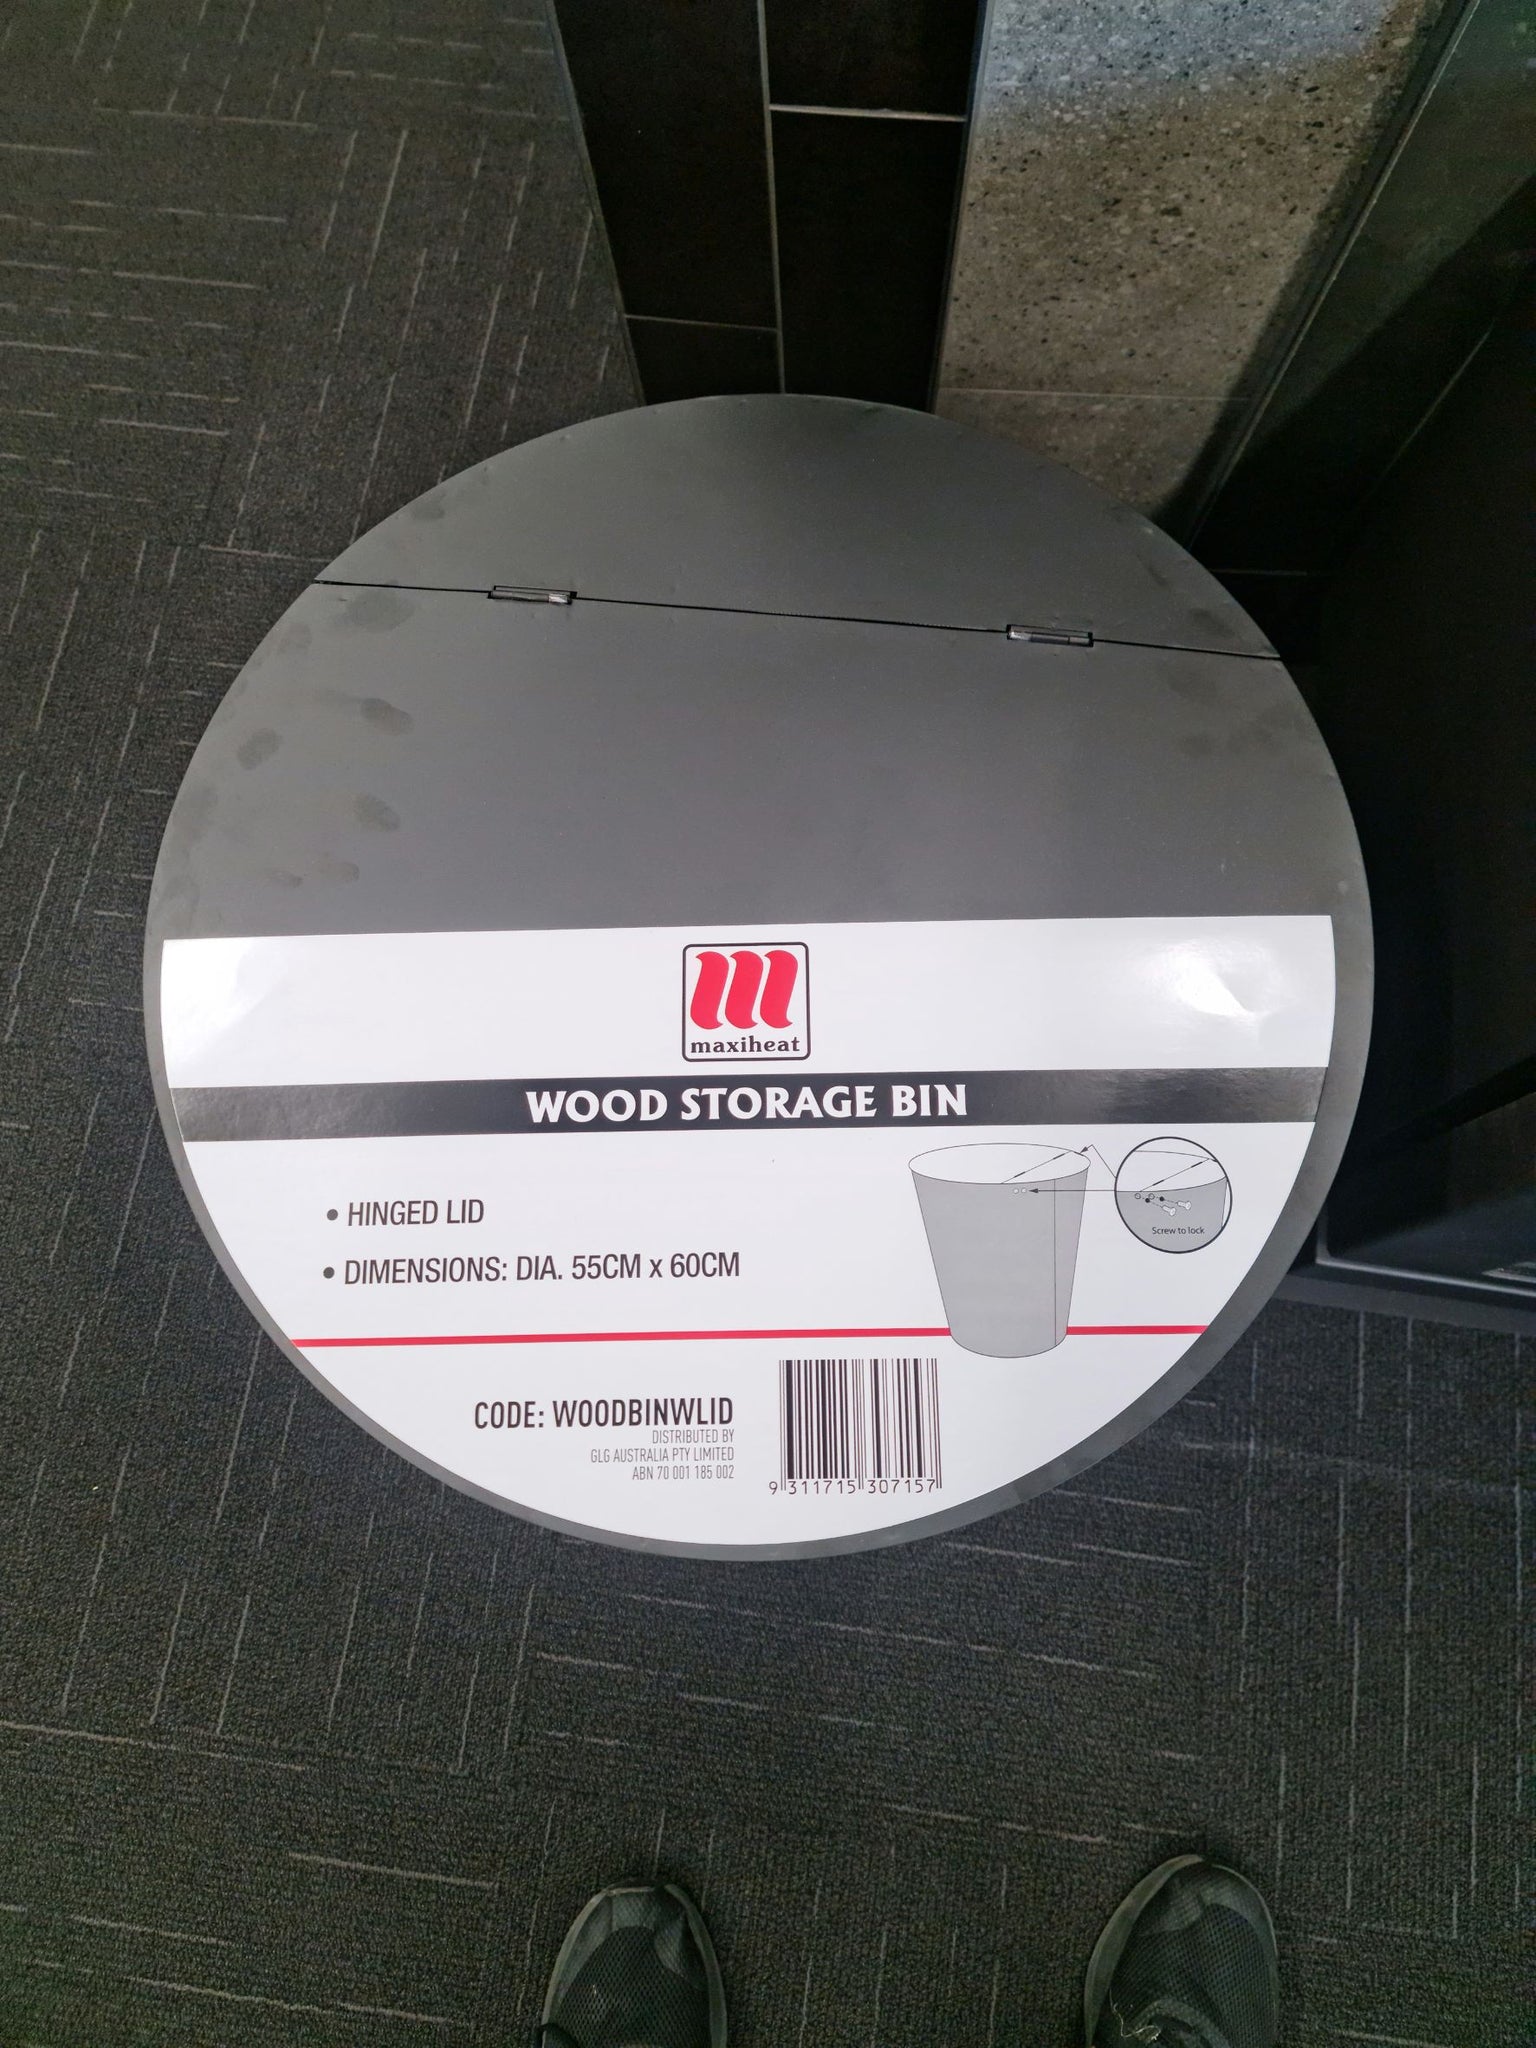 maxiheat
WOOD STORAGE BIN
• HINGED LID
• DIMENSIONS: DIA. 55CM x 60CM
Screw to lock
CODE: WOODBINWLID
DISTRIBUTED BY
GLG AUSTRALIA PTY LIMITED
ABN 70 001 185 002
9 311715 307157